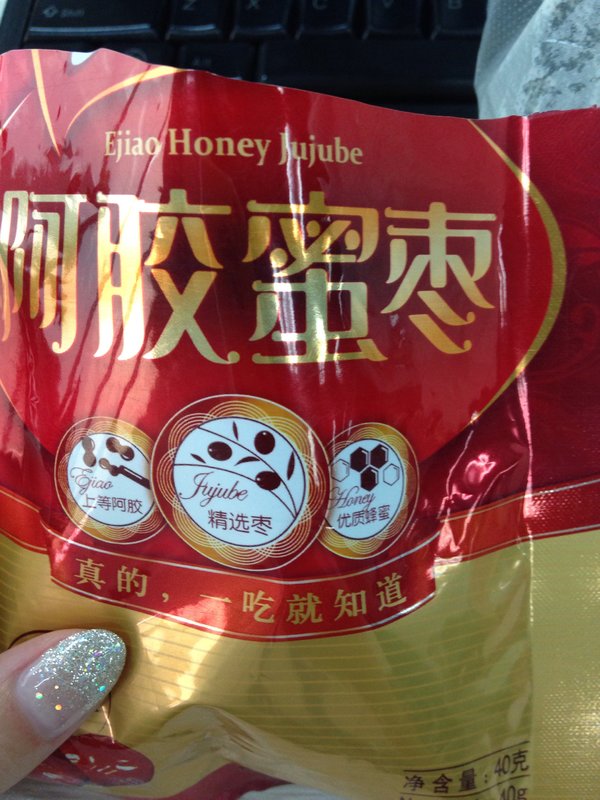 Ejiao Honey Jujube
阿胶蜜枣
Ejiao
上等阿胶
Jujube
精选枣
Honey
优质蜂蜜
真的，一吃就知道
净含量：40克
40g